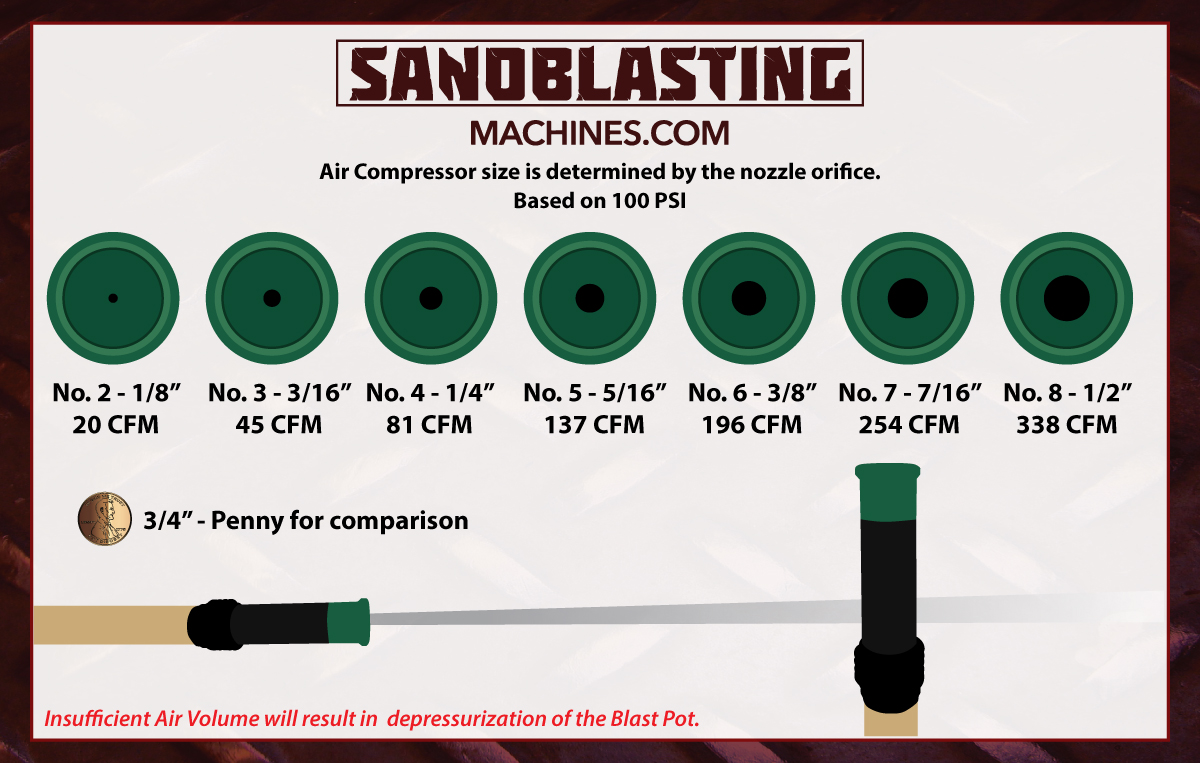 SANDBLASTING
MACHINES.COM
Air Compressor size is determined by the nozzle orifice.
Based on 100 PSI
No. 2 - 1/8” No. 3 - 3/16” No. 4 - 1/4” No. 5 - 5/16” No. 6 - 3/8” No. 7 - 7/16” No. 8 - 1/2”
20 CFM 45 CFM 81 CFM 137 CFM 196 CFM 254 CFM 338 CFM
3/4” - Penny for comparison
Insufficient Air Volume will result in depressurization of the Blast Pot.